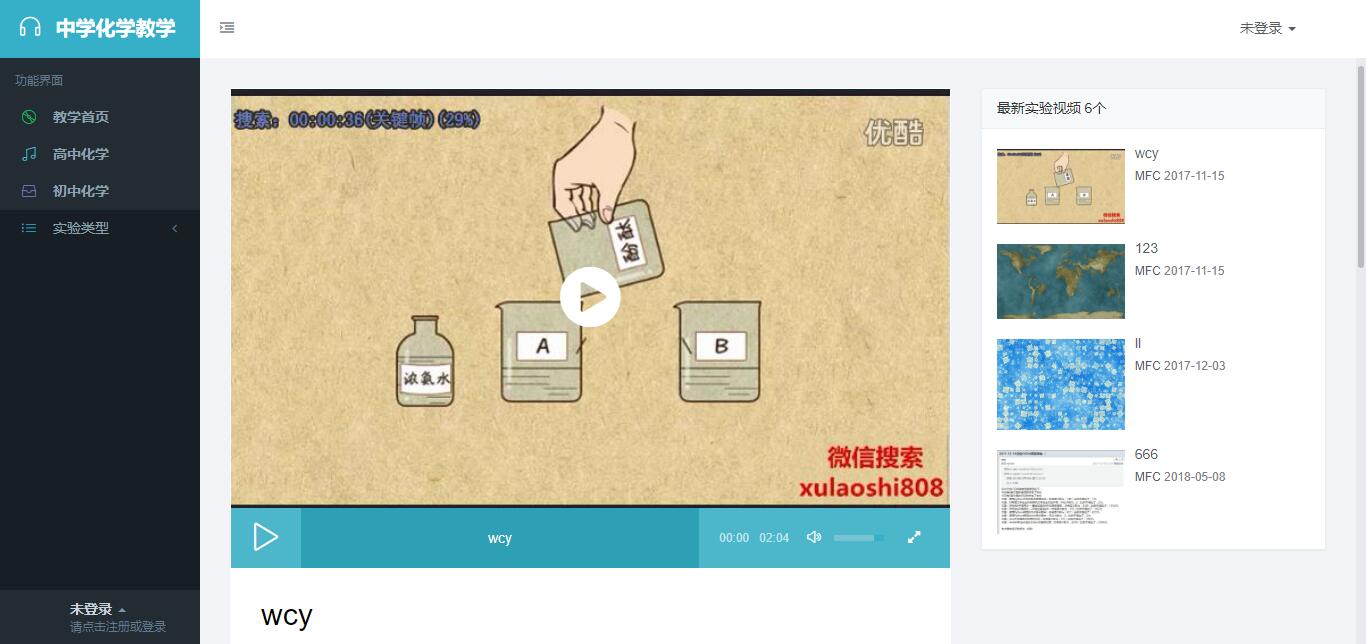 中学化学教学
未登录
功能界面
教学首页
高中化学
初中化学
实验类型
未登录
请点击注册或登录
搜索: 00:00:36(关键帧)(29%)
优酷
浓氨水
A
B
微信搜索
xulaoshi808
wcy
00:00 02:04
wcy
最新实验视频 6个
wcy
MFC 2017-11-15
123
MFC 2017-11-15
ll
MFC 2017-12-03
666
MFC 2018-05-08